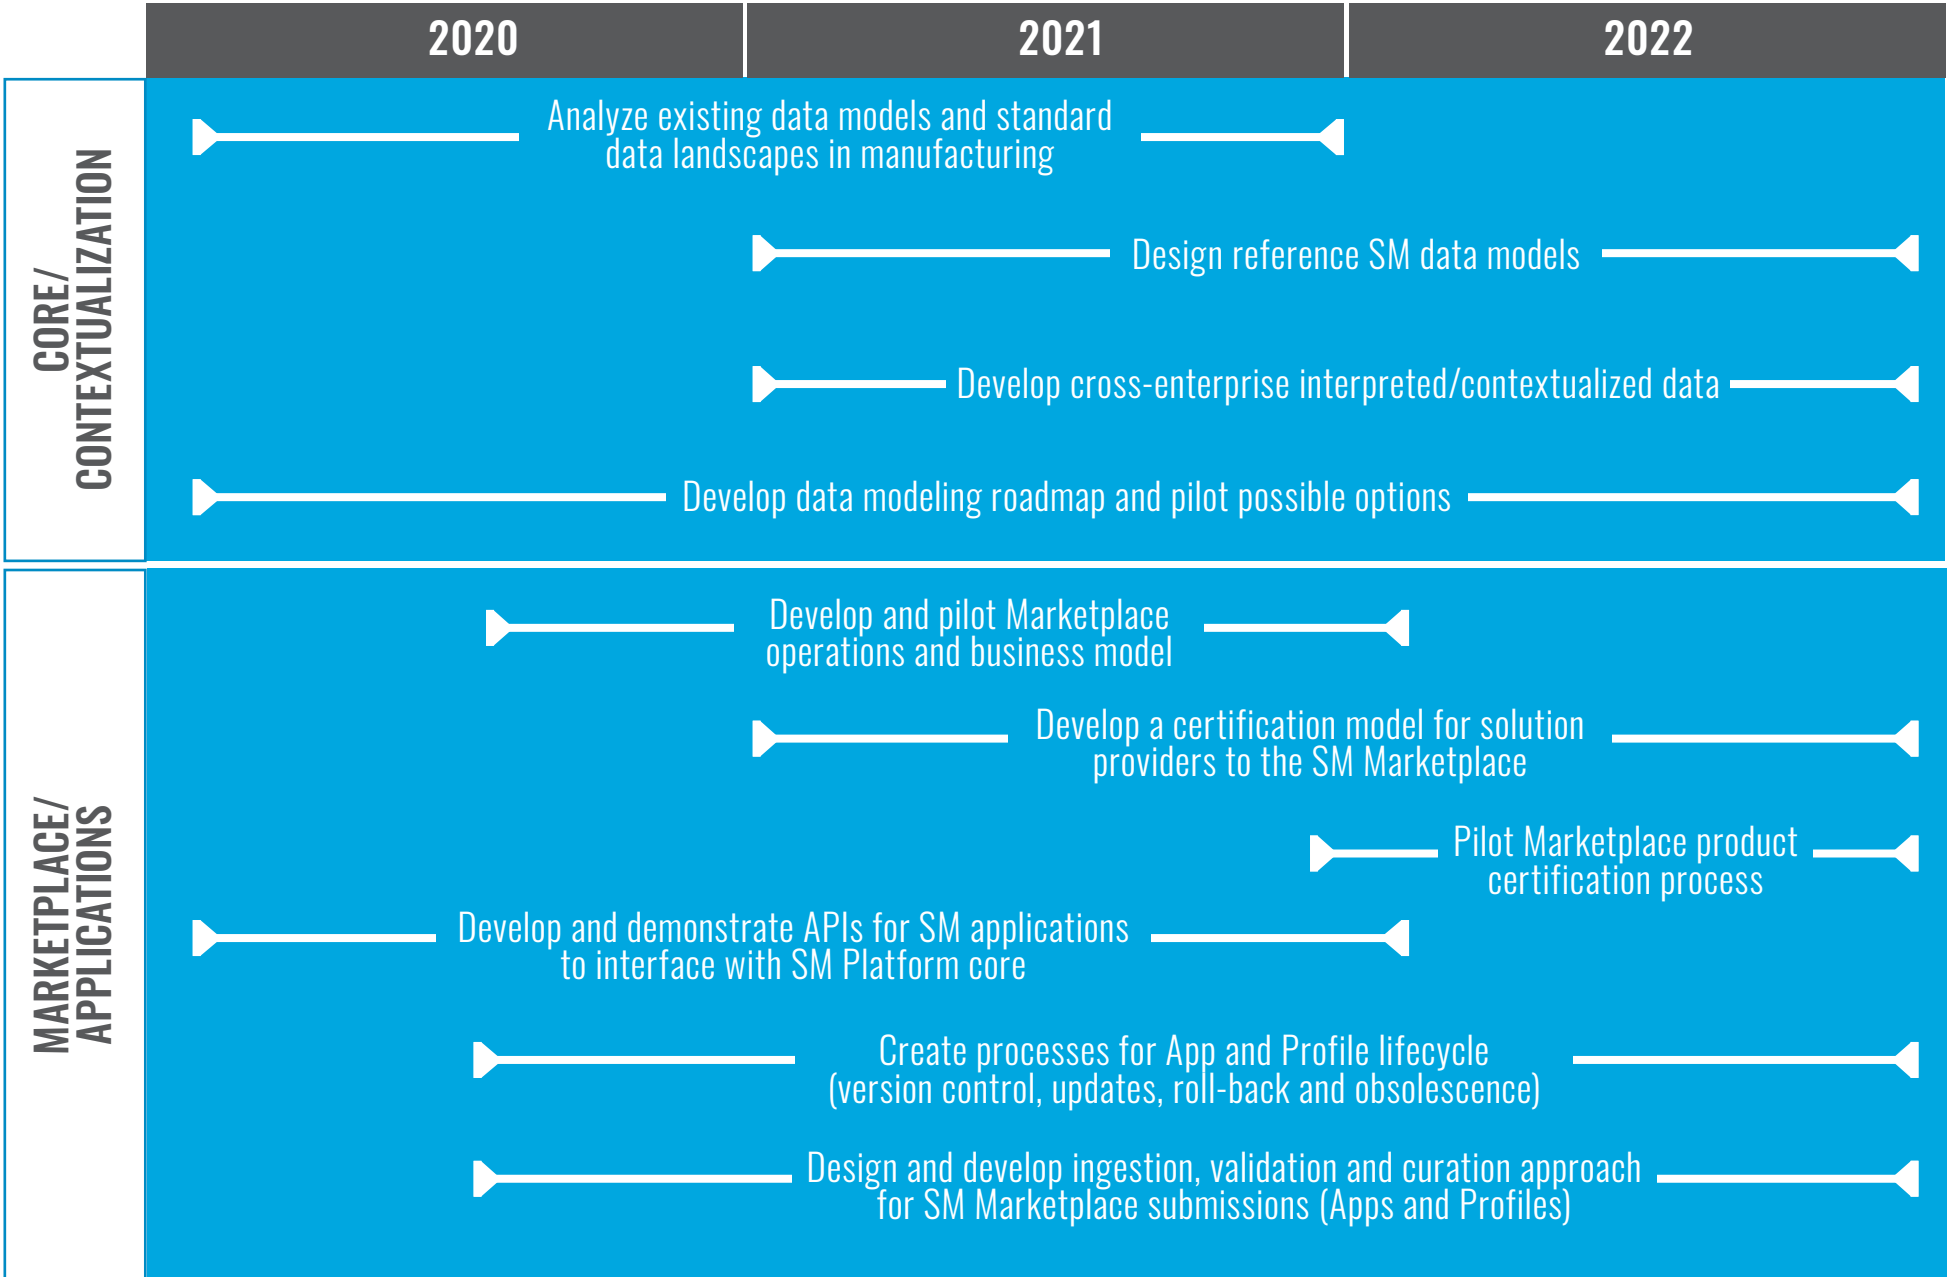 2020
2021
2022
CORE/
CONTEXTUALIZATION
Analyze existing data models and standard
data landscapes in manufacturing
Design reference SM data models
Develop cross-enterprise interpreted/contextualized data
Develop data modeling roadmap and pilot possible options
MARKETPLACE/
APPLICATIONS
Develop and pilot Marketplace
operations and business model
Develop a certification model for solution
providers to the SM Marketplace
Pilot Marketplace product
certification process
Develop and demonstrate APIs for SM applications
to interface with SM Platform core
Create processes for App and Profile lifecycle
(version control, updates, roll-back and obsolescence)
Design and develop ingestion, validation and curation approach
for SM Marketplace submissions (Apps and Profiles)